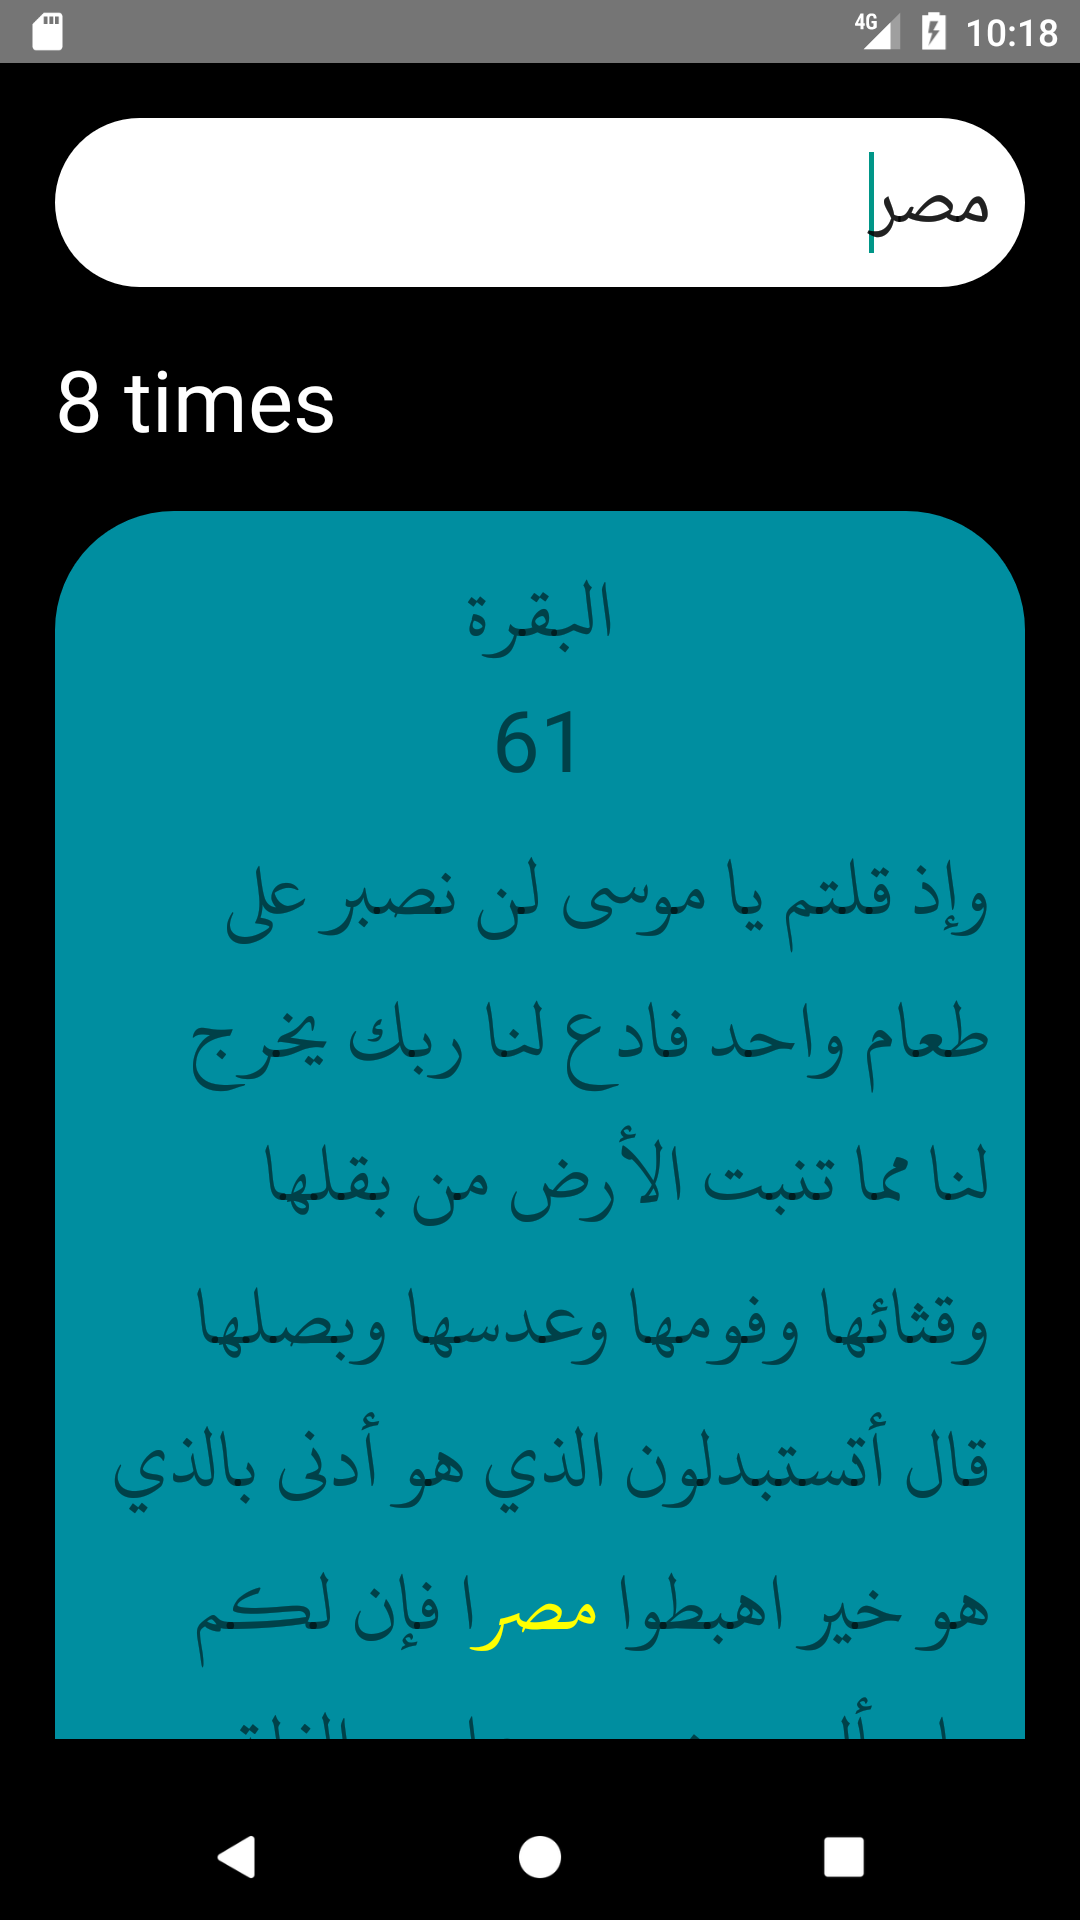 4G 10:18
مصر
8 times
البقرة
61
وإذ قلتم يا موسى لن نصبر على
طعام واحد فادع لنا ربك يخرج
لنا مما تنبت الأرض من بقلها
وقثائها وفومها وعدسها وبصلها
قال أتستبدلون الذي هو أدنى بالذي
هو خير اهبطوا مصرا فإن لكم